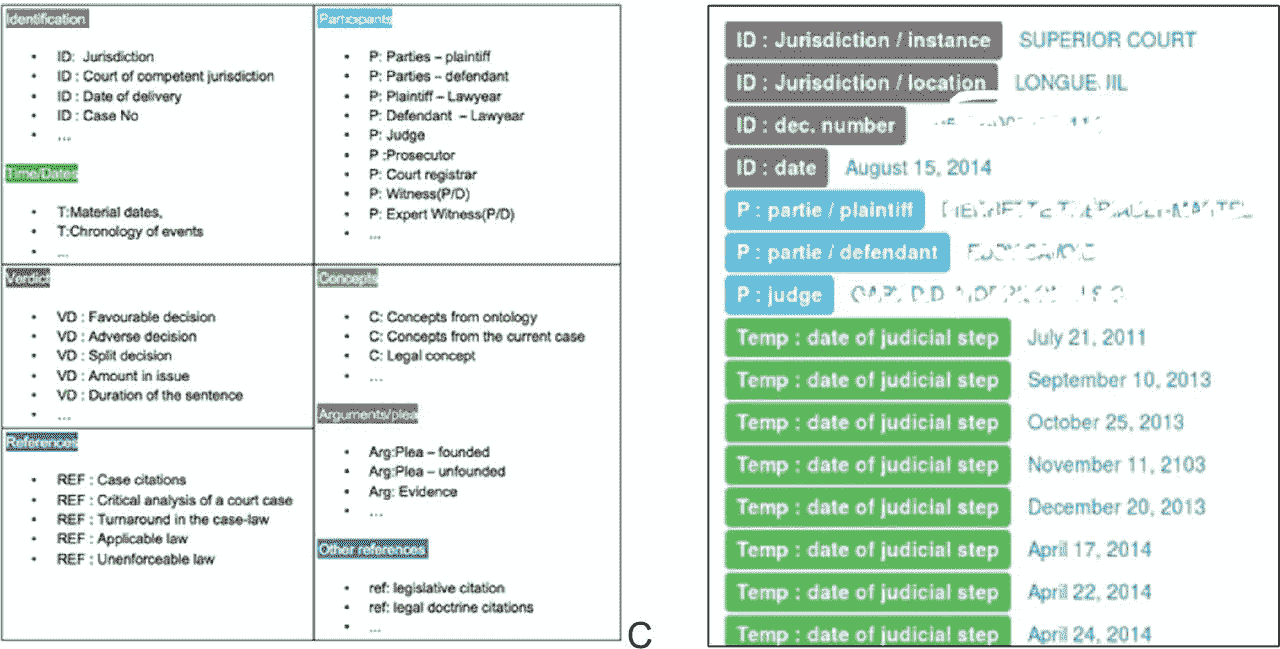 Identification
ID: Jurisdiction
ID : Court of competent jurisdiction
ID : Date of delivery
ID : Case No
...
Time/Dates
T:Material dates,
T:Chronology of events
...
Participants
P: Parties – plaintiff
P: Parties – defendant
P: Plaintiff – Lawyear
P: Defendant – Lawyear
P: Judge
P :Prosecutor
P: Court registrar
P: Witness(P/D)
P: Expert Witness(P/D)
...
Verdict
VD : Favourable decision
VD : Adverse decision
VD : Split decision
VD : Amount in issue
VD : Duration of the sentence
...
Concepts
C: Concepts from ontology
C: Concepts from the current case
C: Legal concept
...
Arguments/plea
Arg:Plea – founded
Arg:Plea – unfounded
Arg: Evidence
...
References
REF : Case citations
REF : Critical analysis of a court case
REF : Turnaround in the case-law
REF : Applicable law
REF : Unenforceable law
Other references
ref: legislative citation
ref: legal doctrine citations
...
C
ID : Jurisdiction / instance SUPERIOR COURT
ID : Jurisdiction / location
ID : dec. number
ID : date August 15, 2014
P : partie / plaintiff
P : partie / defendant
P : judge
Temp : date of judicial step July 21, 2011
Temp : date of judicial step September 10, 2013
Temp : date of judicial step October 25, 2013
Temp : date of judicial step November 11, 2103
Temp : date of judicial step December 20, 2013
Temp : date of judicial step April 17, 2014
Temp : date of judicial step April 22, 2014
Temp : date of judicial step April 24, 2014